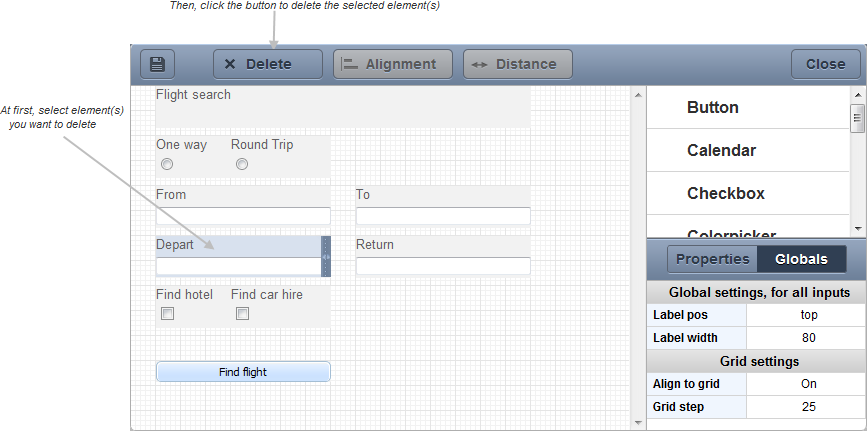 Then, click the button to delete the selected element(s)
Delete
Alignment
Distance
Close
At first, select element(s)
you want to delete
Flight search
One way Round Trip
From To
Depart Return
Find hotel Find car hire
Find flight
Button
Calendar
Checkbox
Colorpicker
Properties Globals
Global settings, for all inputs
Label pos top
Label width 80
Grid settings
Align to grid On
Grid step 25